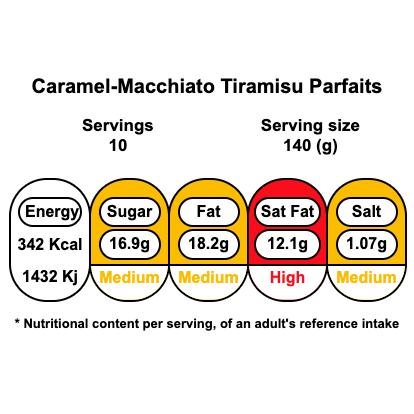 Caramel-Macchiato Tiramisu Parfaits
Servings Serving size
10 140 (g)
Energy Sugar Fat Sat Fat Salt
342 Kcal 16.9g 18.2g 12.1g 1.07g
1432 Kj Medium Medium High Medium
* Nutritional content per serving, of an adult's reference intake